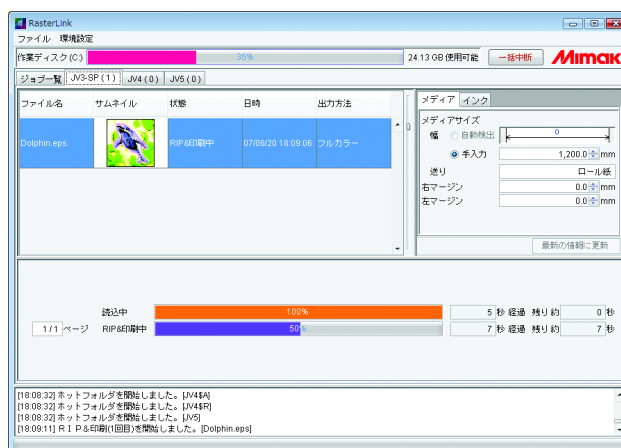 RasterLink
ファイル 環境設定
作業ディスク(C:) 35% 24.13 GB 使用可能 一括中断 Mimaki
ジョブ一覧 JV3-SP ( 1 ) JV4 ( 0 ) JV5 ( 0 )
ファイル名 サムネイル 状態 日時 出力方法
Dolphin.eps RIP&印刷中 07/06/20 18:09:06 フルカラー
メディア インク
メディアサイズ
幅 自動検出 0
手入力 1,200.0 mm
送り ロール紙
右マージン 0.0 mm
左マージン 0.0 mm
最新の情報に更新
読込中 100% 5 秒 経過 残り 約 0 秒
1 / 1 ページ RIP&印刷中 50% 7 秒 経過 残り 約 7 秒
[18:08:32] ホットフォルダを開始しました。[JV4$A]
[18:08:32] ホットフォルダを開始しました。[JV4$R]
[18:08:32] ホットフォルダを開始しました。[JV5]
[18:09:11] ＲＩＰ＆印刷(1回目)を開始しました。[Dolphin.eps]